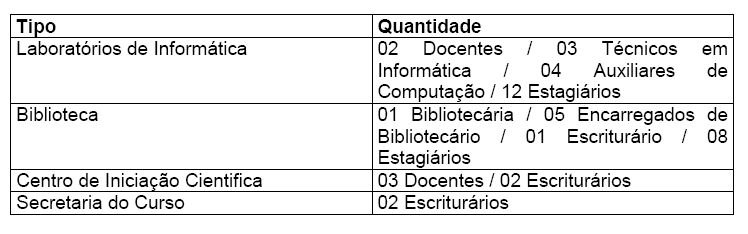 Tipo Quantidade
Laboratórios de Informática 02 Docentes / 03 Técnicos em
Informática / 04 Auxiliares de
Computação / 12 Estagiários
Biblioteca 01 Bibliotecária / 05 Encarregados de
Bibliotecário / 01 Escriturário / 08
Estagiários
Centro de Iniciação Cientifica 03 Docentes / 02 Escriturários
Secretaria do Curso 02 Escriturários